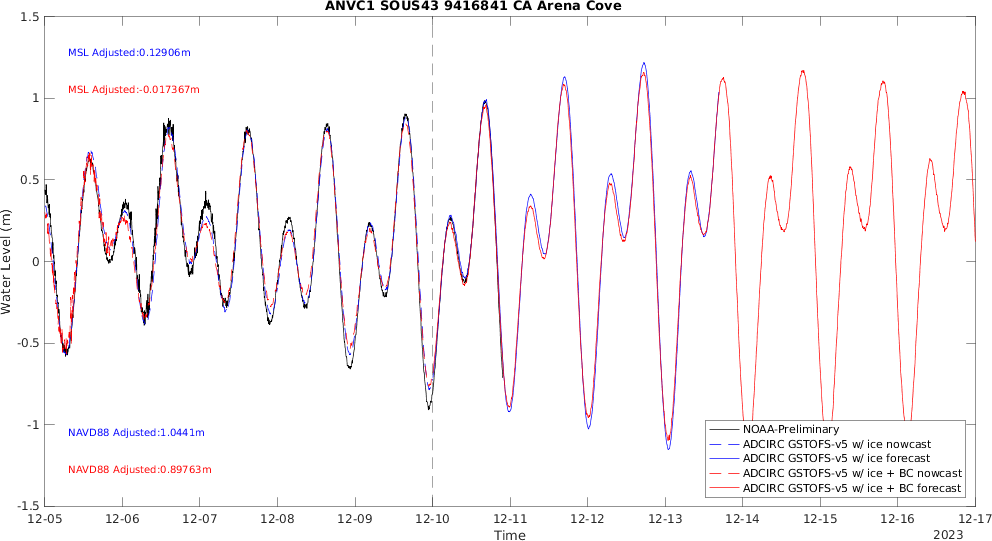 ANVC1 SOUS43 9416841 CA Arena Cove
MSL Adjusted:0.12906m
MSL Adjusted:-0.017367m
NAVD88 Adjusted:1.0441m
NAVD88 Adjusted:0.89763m
Water Level (m)
1.5
1
0.5
0
-0.5
-1
-1.5
NOAA-Preliminary
ADCIRC GSTOFS-v5 w/ ice nowcast
ADCIRC GSTOFS-v5 w/ ice forecast
ADCIRC GSTOFS-v5 w/ ice + BC nowcast
ADCIRC GSTOFS-v5 w/ ice + BC forecast
12-05 12-06 12-07 12-08 12-09 12-10 12-11 12-12 12-13 12-14 12-15 12-16 12-17
Time
2023